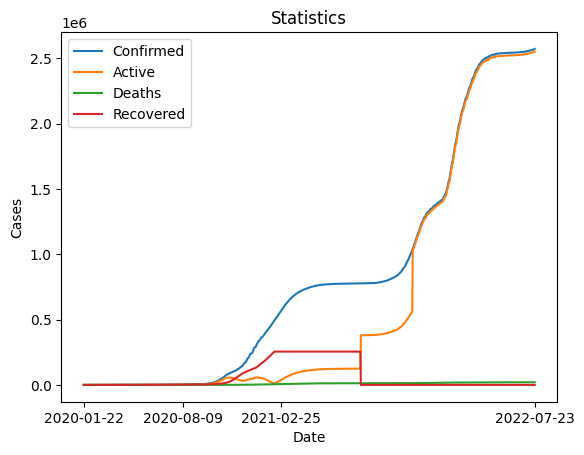 Statistics
1e6
Confirmed
Active
Deaths
Recovered
2.5
2.0
1.5
1.0
0.5
0.0
Cases
2020-01-22 2020-08-09 2021-02-25 2022-07-23
Date